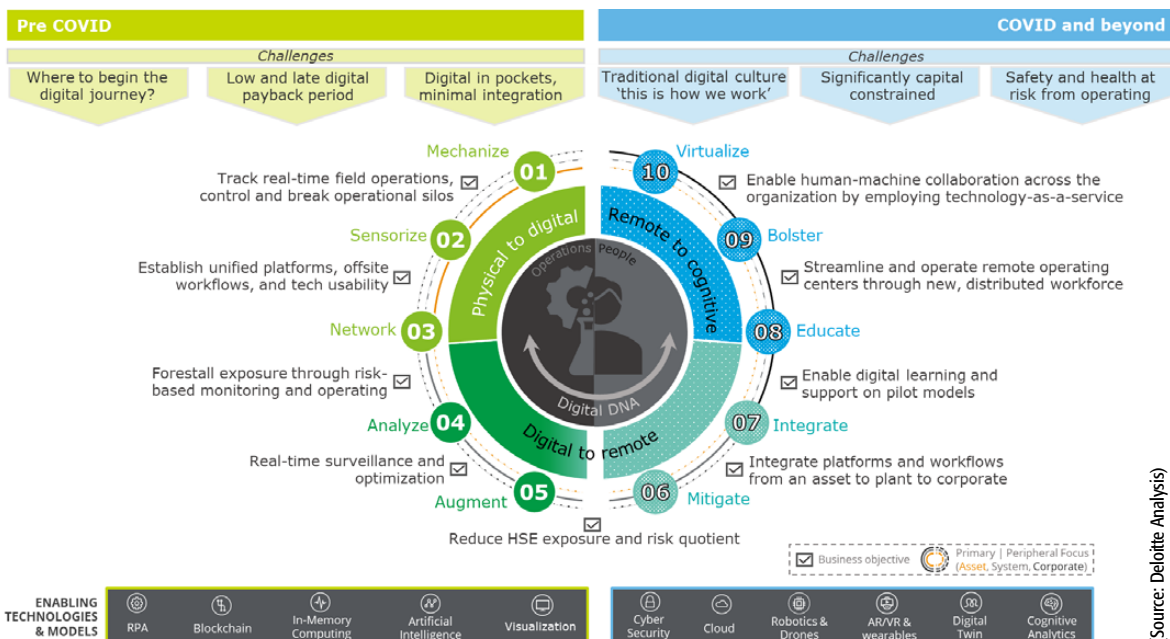 Pre COVID
COVID and beyond
Challenges
Challenges
Where to begin the
digital journey?
Low and late digital
payback period
Digital in pockets,
minimal integration
Traditional digital culture
‘this is how we work’
Significantly capital
constrained
Safety and health at
risk from operating
Mechanize
01
Track real-time field operations,
control and break operational silos
Sensorize
02
Establish unified platforms, offsite
workflows, and tech usability
Network
03
Forestall exposure through risk-
based monitoring and operating
Analyze
04
Real-time surveillance and
optimization
Augment
05
Reduce HSE exposure and risk quotient
10
Virtualize
Enable human-machine collaboration across the
organization by employing technology-as-a-service
09
Bolster
Streamline and operate remote operating
centers through new, distributed workforce
08
Educate
Enable digital learning and
support on pilot models
07
Integrate
Integrate platforms and workflows
from an asset to plant to corporate
06
Mitigate
Physical to digital
Remote to cognitive
Digital to remote
Operations
People
Digital DNA
Business objective
Primary | Peripheral Focus
(Asset, System, Corporate)
Source: Deloitte Analysis)
ENABLING
TECHNOLOGIES
& MODELS
RPA
Blockchain
In-Memory
Computing
Artificial
Intelligence
Visualization
Cyber
Security
Cloud
Robotics &
Drones
AR/VR &
wearables
Digital
Twin
Cognitive
Analytics